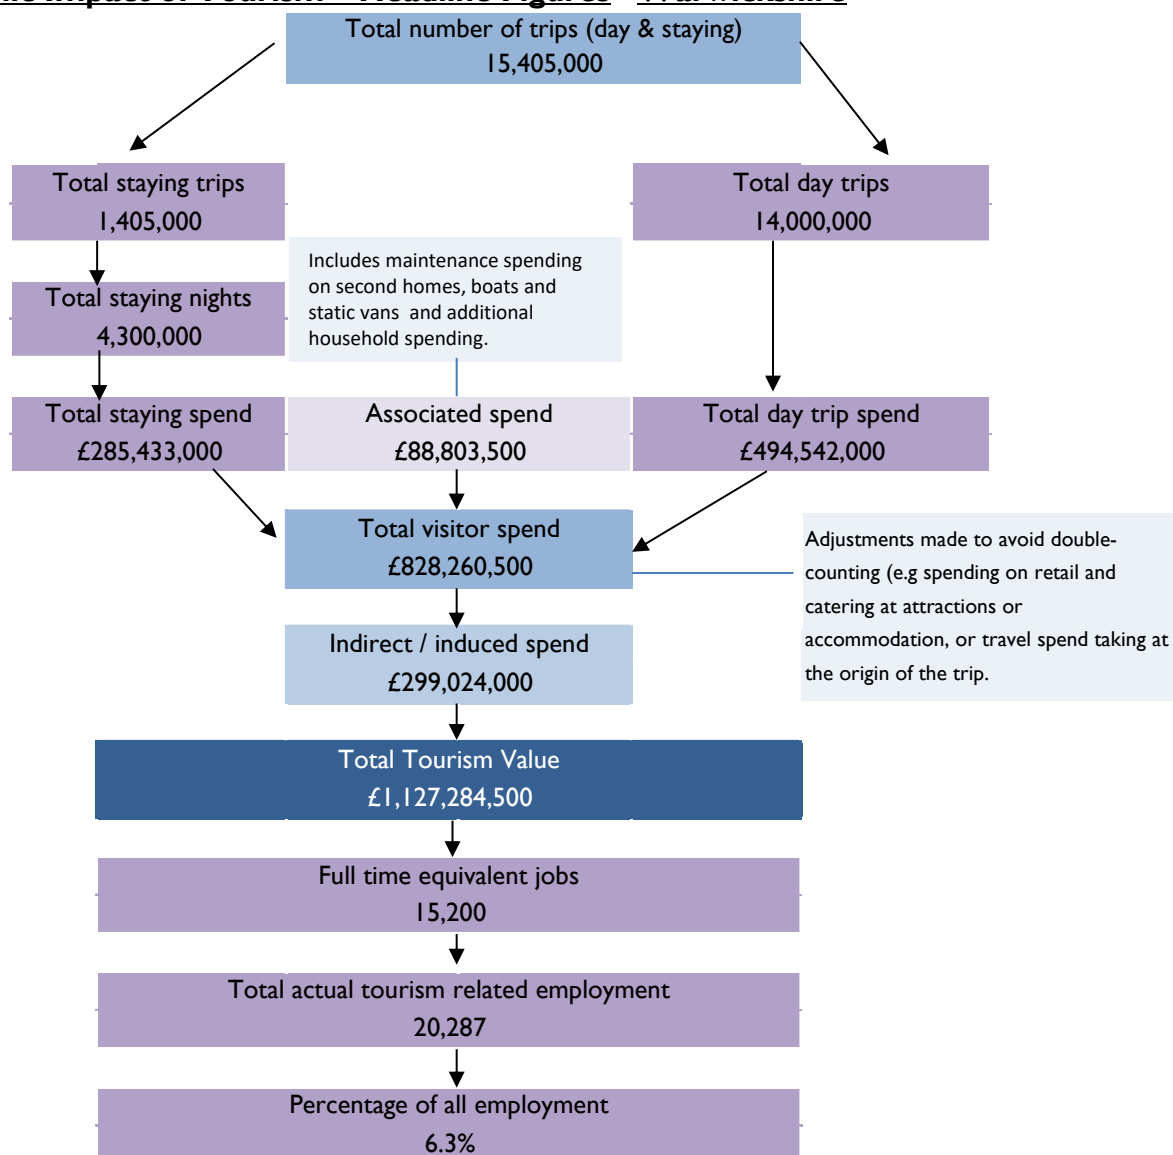 Impact of Tourism
Headline Figures
Total number of trips (day & staying)
15,405,000
Total staying trips
1,405,000
Total day trips
14,000,000
Includes maintenance spending
on second homes, boats and
static vans and additional
household spending.
Total staying nights
4,300,000
Total staying spend
£285,433,000
Associated spend
£88,803,500
Total day trip spend
£494,542,000
Total visitor spend
£828,260,500
Adjustments made to avoid double-
counting (e.g spending on retail and
catering at attractions or
accommodation, or travel spend taking at
the origin of the trip.
Indirect / induced spend
£299,024,000
Total Tourism Value
£1,127,284,500
Full time equivalent jobs
15,200
Total actual tourism related employment
20,287
Percentage of all employment
6.3%